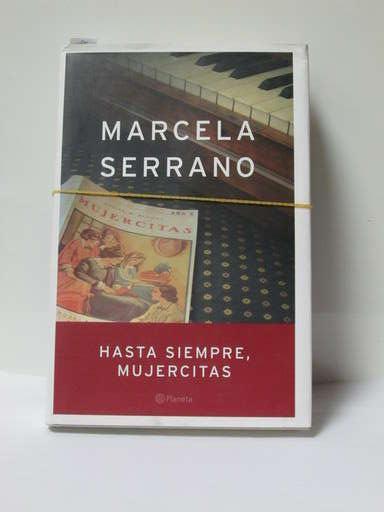 MARCELA
SERRANO
MUJERCITAS
HASTA SIEMPRE,
MUJERCITAS
Planeta